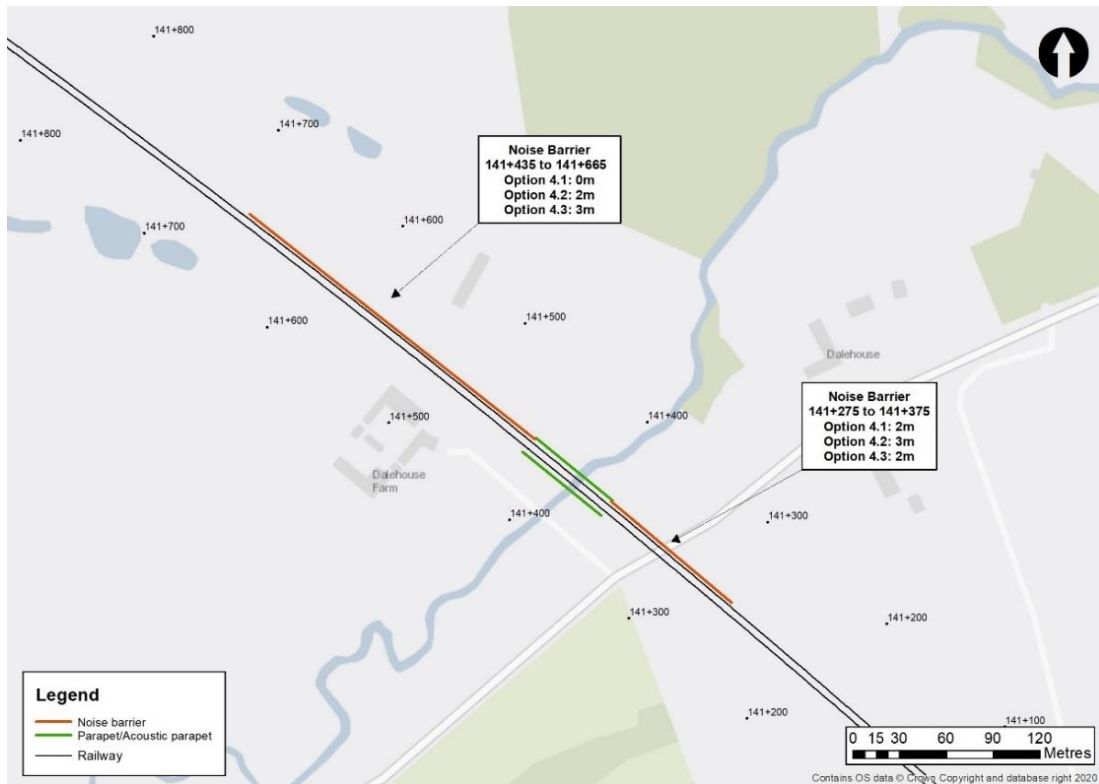 141+800
141+800
141+700
Noise Barrier
141+435 to 141+665
Option 4.1: 0m
Option 4.2: 2m
Option 4.3: 3m
141+700
141+600
141+600
141+500
Dalehouse
141+500
141+400
Noise Barrier
141+275 to 141+375
Option 4.1: 2m
Option 4.2: 3m
Option 4.3: 2m
Dalehouse
Farm
141+400
141+300
141+300
141+200
141+200
141+100
Legend
Noise barrier
Parapet/Acoustic parapet
Railway
0 15 30 60 90 120
Metres
Contains OS data © Crown Copyright and database right 2020